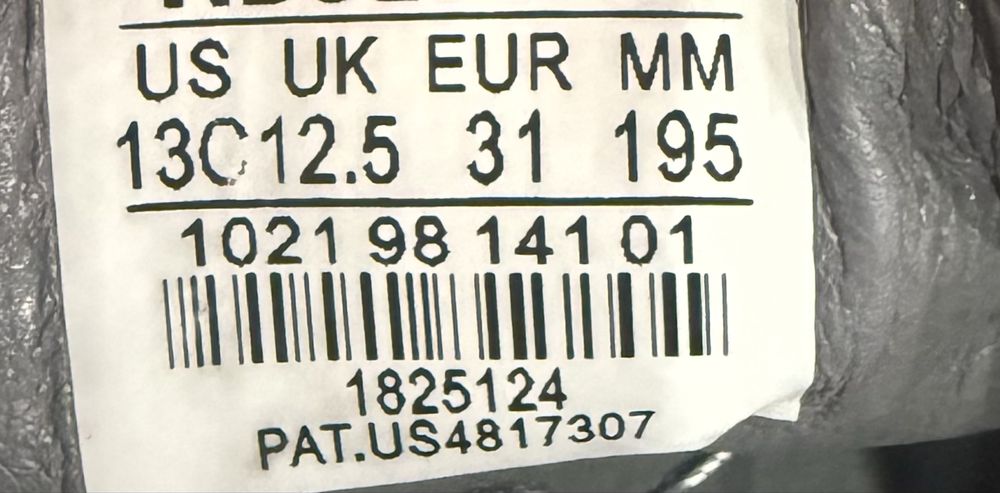 US UK EUR MM
13C 12.5 31 195
1021 98 141 01
1825124
PAT.US4817307